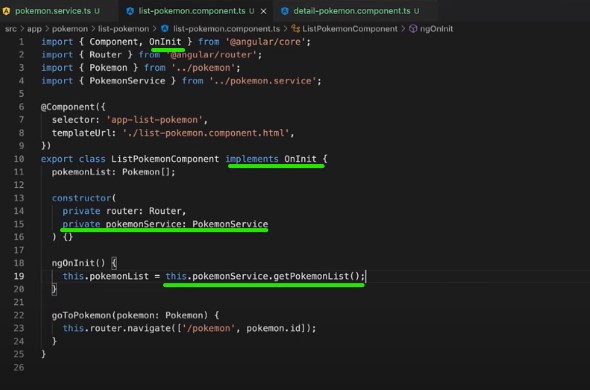 pokemon.service.ts U
list-pokemon.component.ts U ×
detail-pokemon.component.ts U
src > app > pokemon > list-pokemon > list-pokemon.component.ts > ListPokemonComponent > ngOnInit
1 import { Component, OnInit } from '@angular/core';
2 import { Router } from '@angular/router';
3 import { Pokemon } from '../pokemon';
4 import { PokemonService } from '../pokemon.service';
5
6 @Component({
7   selector: 'app-list-pokemon',
8   templateUrl: './list-pokemon.component.html',
9 })
10 export class ListPokemonComponent implements OnInit {
11   pokemonList: Pokemon[];
12
13   constructor(
14     private router: Router,
15     private pokemonService: PokemonService
16   ) {}
17
18   ngOnInit() {
19     this.pokemonList = this.pokemonService.getPokemonList();
20   }
21
22   goToPokemon(pokemon: Pokemon) {
23     this.router.navigate(['/pokemon', pokemon.id]);
24   }
25 }
26